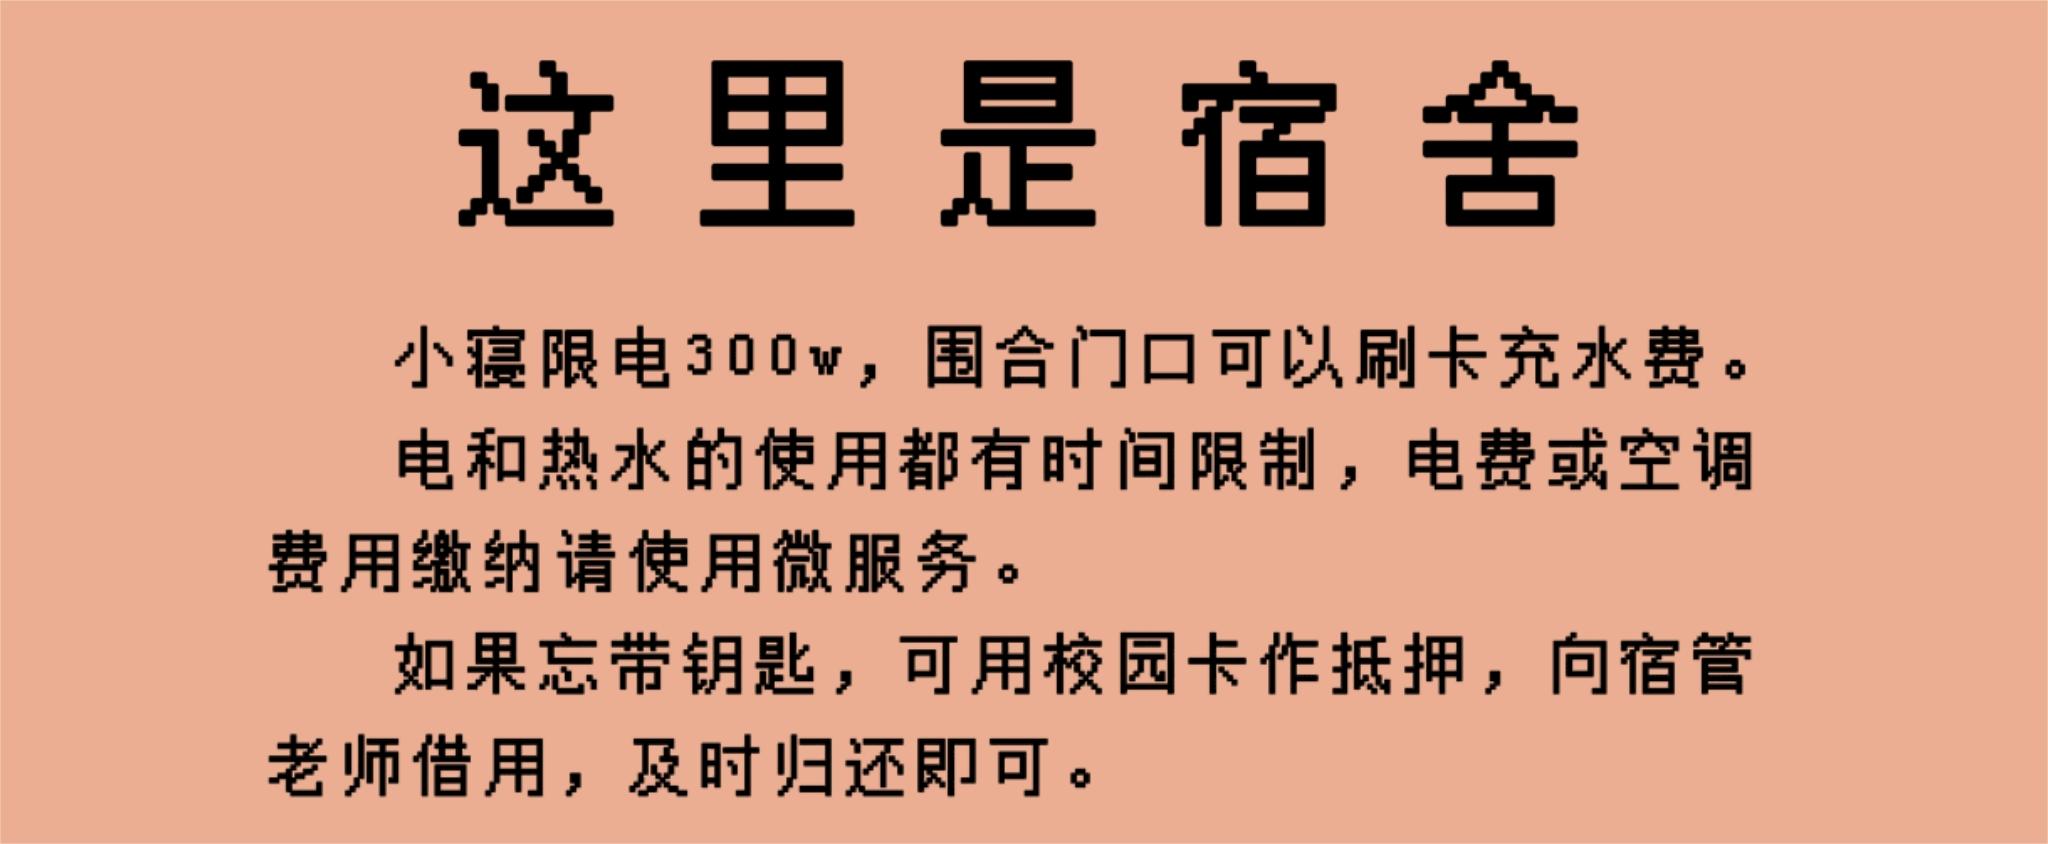 这里是宿舍
小寝限电300w，围合门口可以刷卡充水费。
电和热水的使用都有时间限制，电费或空调
费用缴纳请使用微服务。
如果忘带钥匙，可用校园卡作抵押，向宿管
老师借用，及时归还即可。